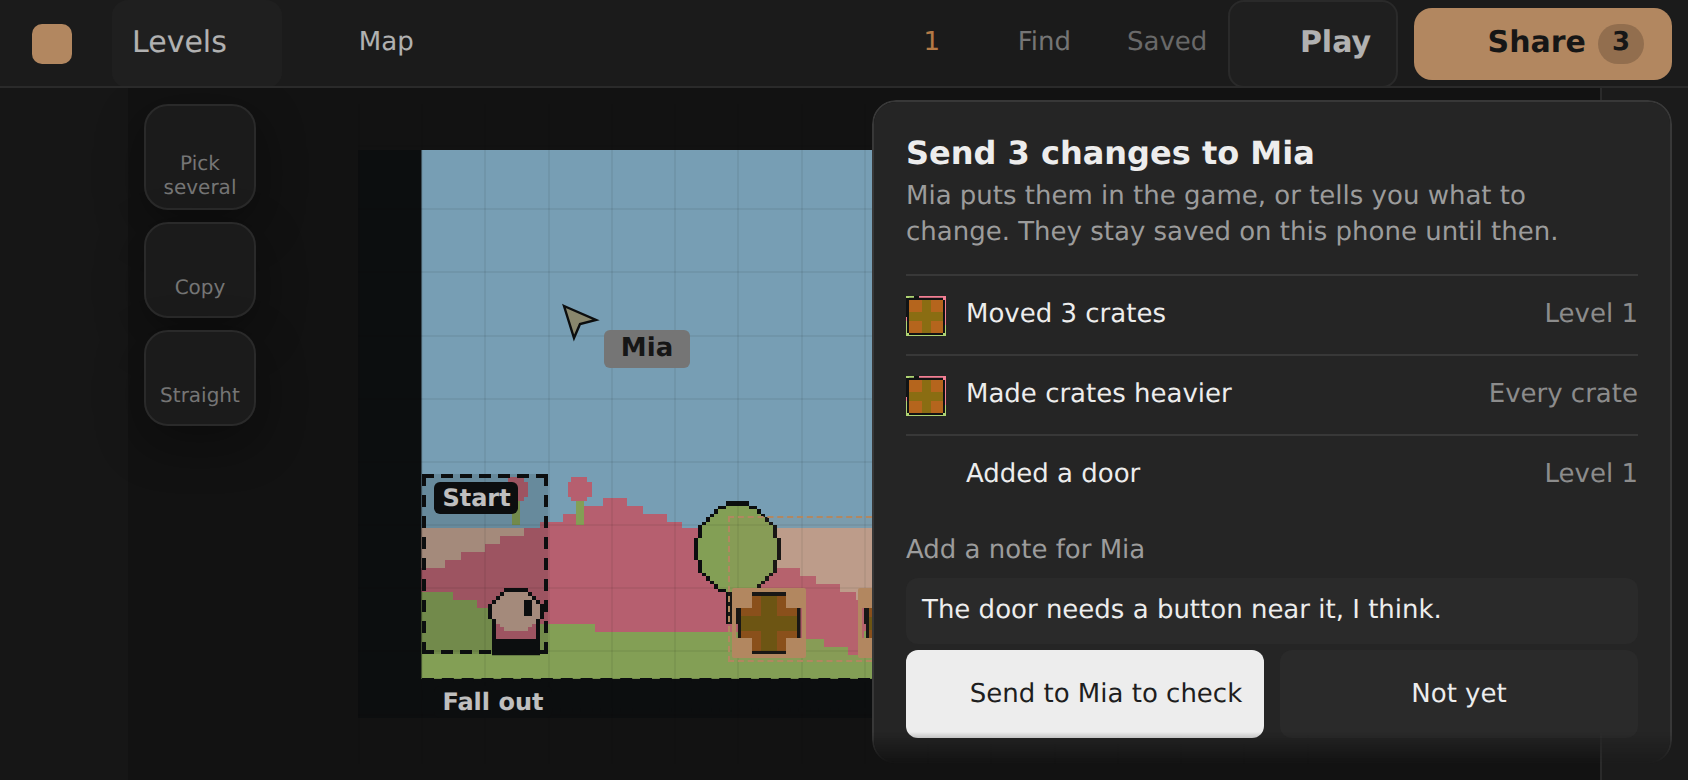 Levels
Map
1
Find
Saved
Play
Share 3
Pick
several
Copy
Straight
Mia
Start
Fall out
Send 3 changes to Mia
Mia puts them in the game, or tells you what to
change. They stay saved on this phone until then.
Moved 3 crates Level 1
Made crates heavier Every crate
Added a door Level 1
Add a note for Mia
The door needs a button near it, I think.
Send to Mia to check
Not yet